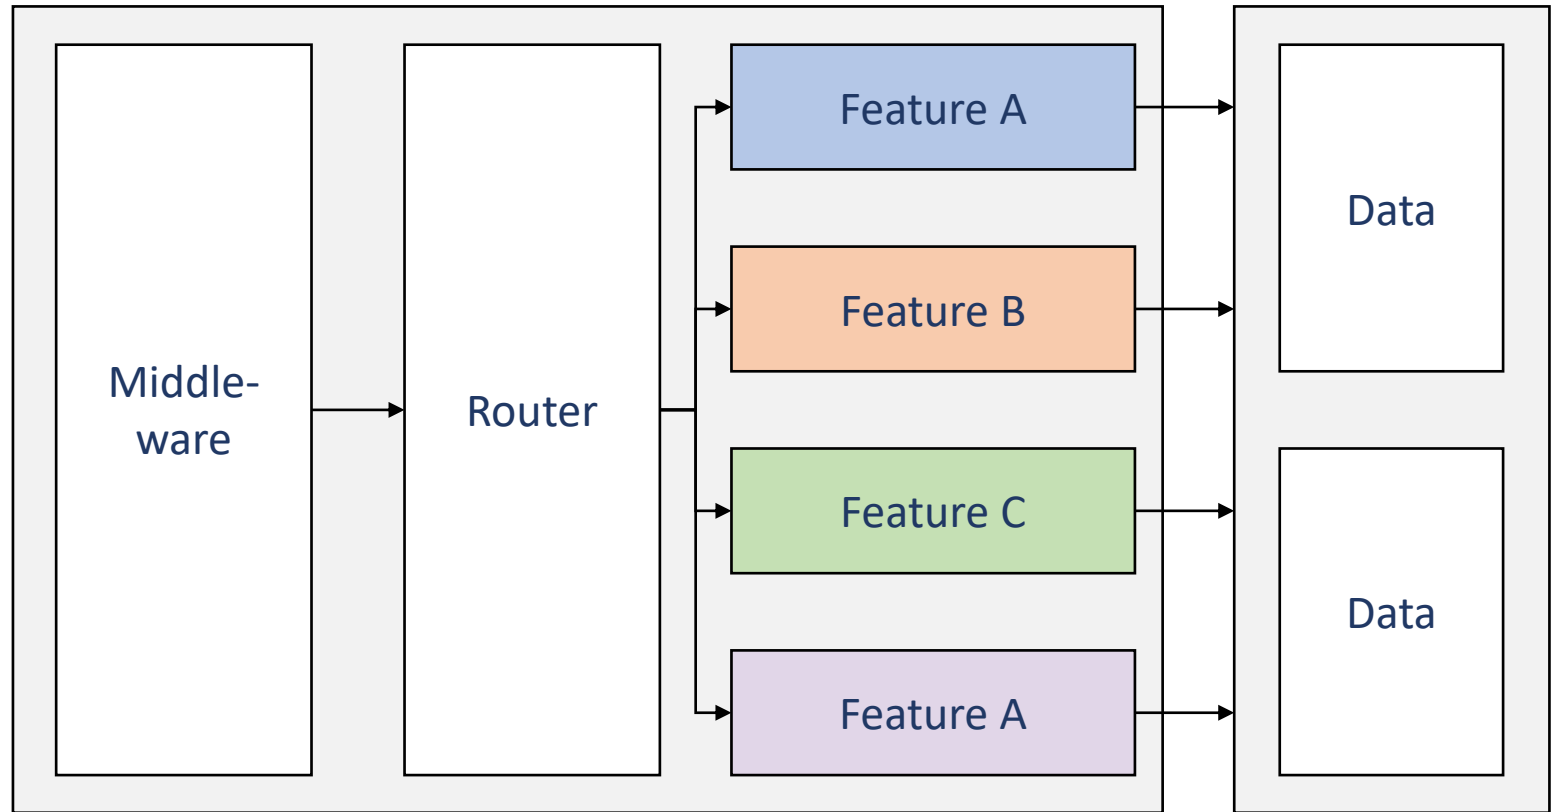 Middle-
ware
Router
Feature A
Feature B
Feature C
Feature A
Data
Data